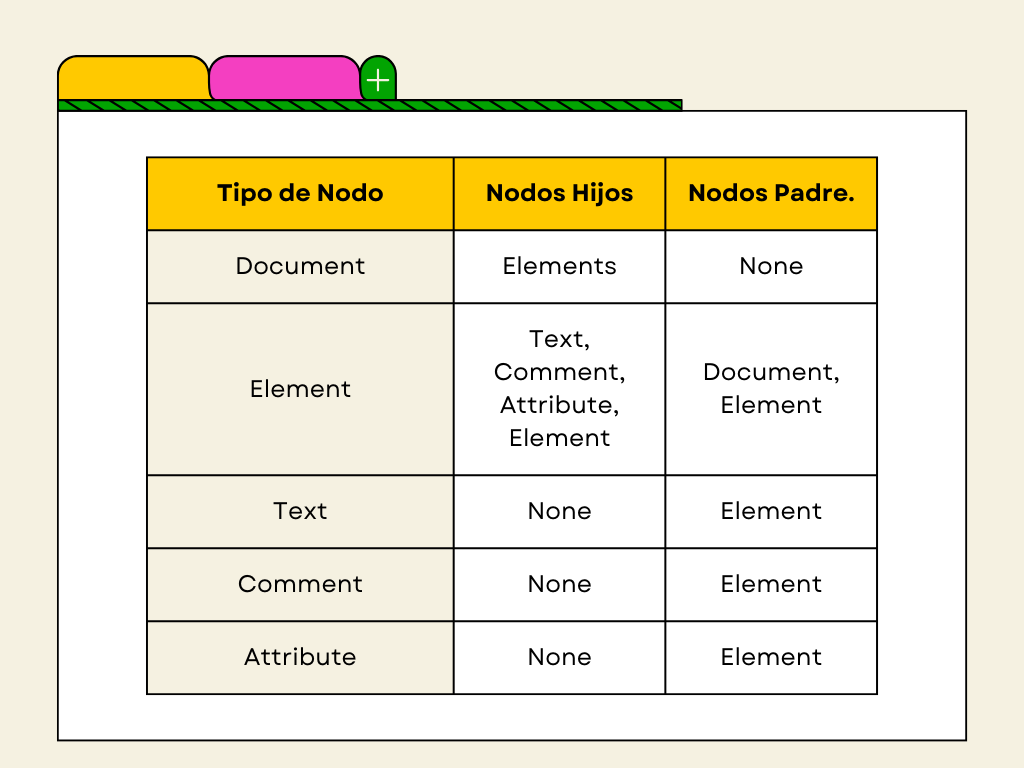 Tipo de Nodo
Nodos Hijos
Nodos Padre.
Document
Elements
None
Element
Text,
Comment,
Attribute,
Element
Document,
Element
Text
None
Element
Comment
None
Element
Attribute
None
Element